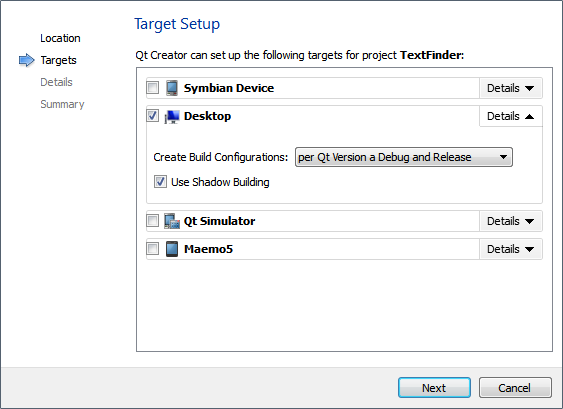 Target Setup
Location
Targets
Details
Summary
Qt Creator can set up the following targets for project TextFinder:
Symbian Device Details
Desktop Details
Create Build Configurations: per Qt Version a Debug and Release
Use Shadow Building
Qt Simulator Details
Maemo5 Details
Next Cancel